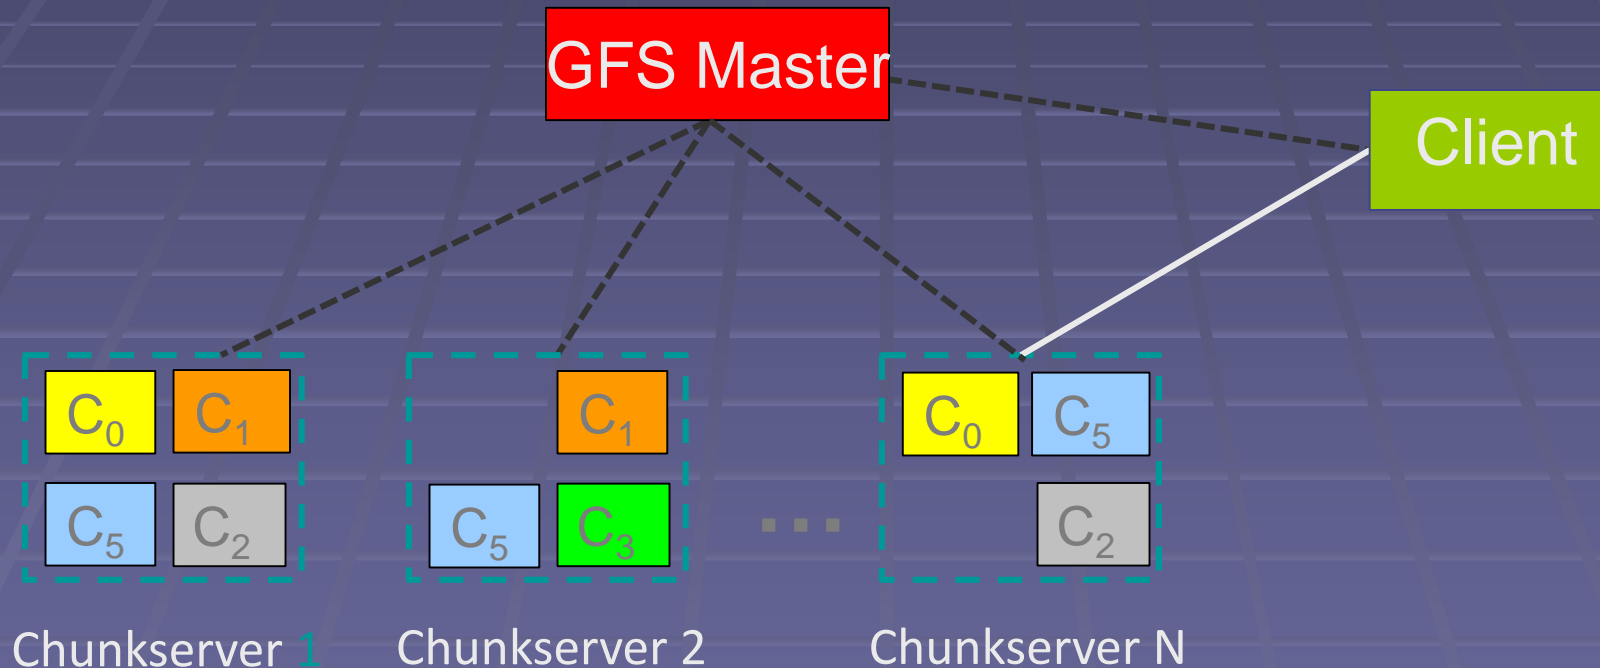 GFS Master
Client
C0 C1 C1 C0 C5
C5 C2 C5 C3 ... C2
Chunkserver 1 Chunkserver 2 Chunkserver N